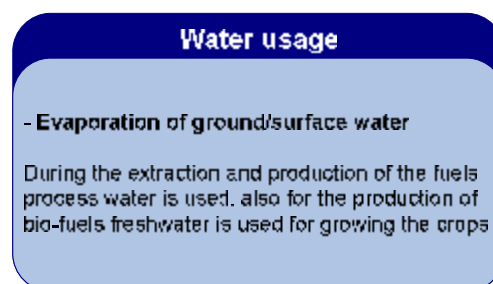 Water usage
- Evaporation of ground/surface water
During the extraction and production of the fuels
process water is used. also for the production of
bio-fuels freshwater is used for growing the crops